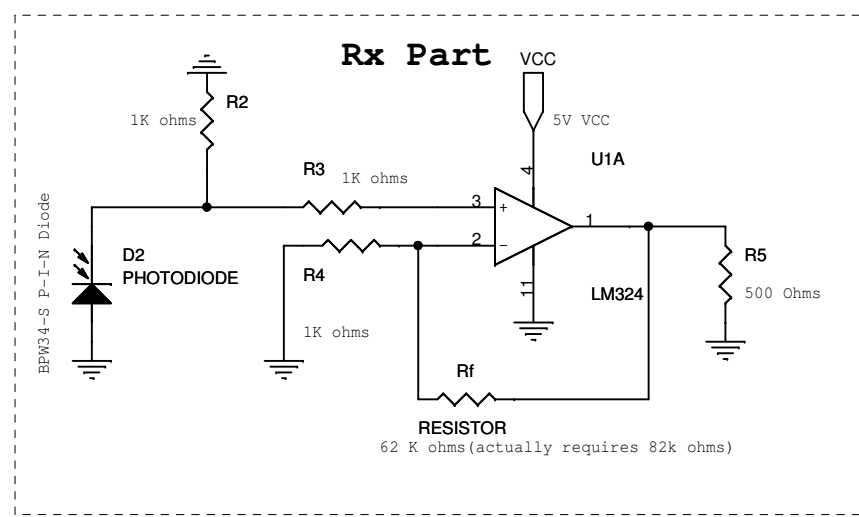 Rx Part
VCC
5V VCC
R2
1K ohms
U1A
4
R3
1K ohms
3
+
1
2
−
D2
PHOTODIODE
BPW34-S P-I-N Diode
R4
1K ohms
11
LM324
R5
500 Ohms
Rf
RESISTOR
62 K ohms(actually requires 82k ohms)